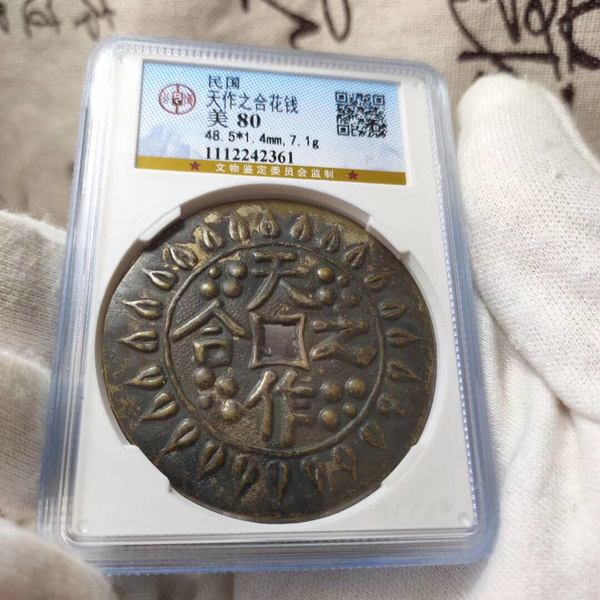 民国
天作之合花钱
美 80
48.5*1.4mm,7.1g
1112242361
文物鉴定委员会监制
天作之合